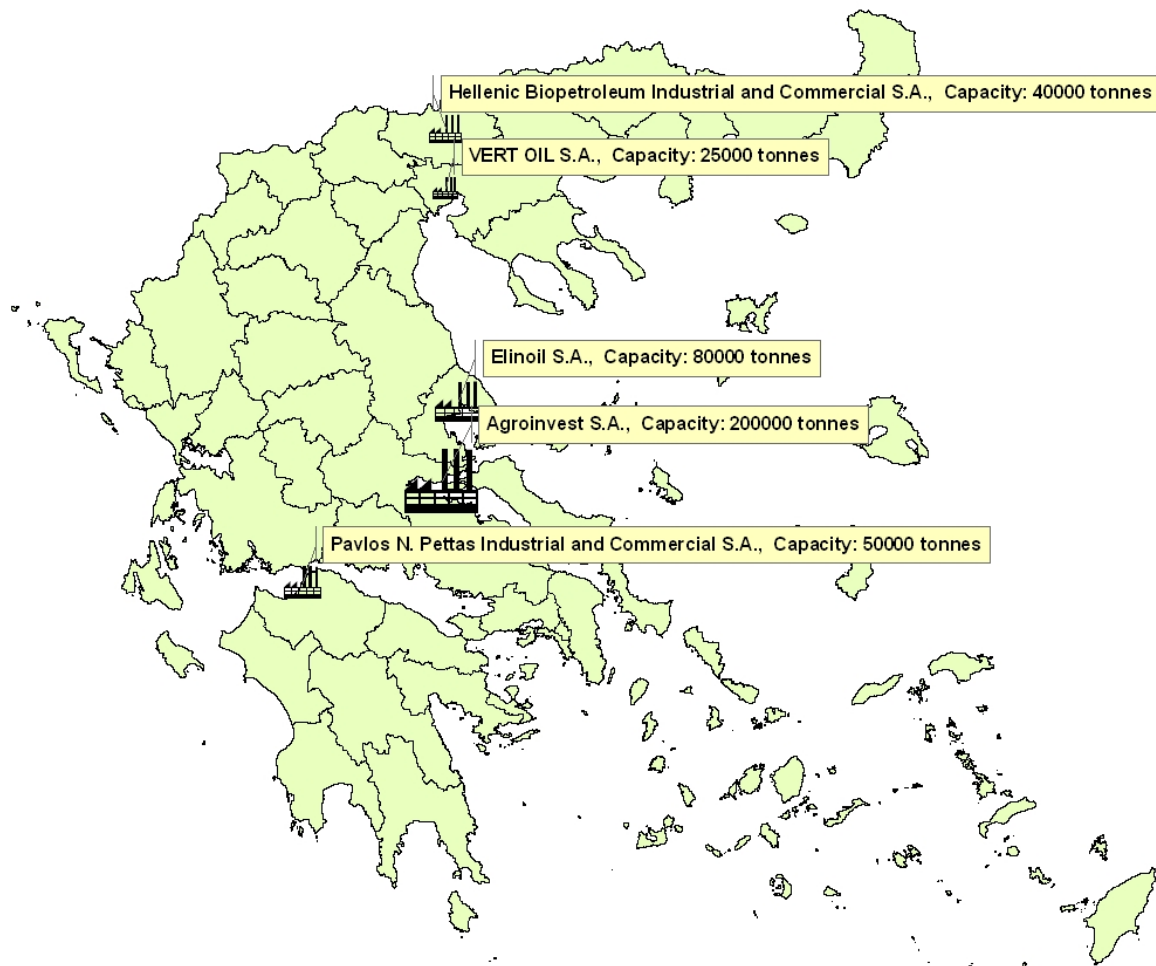 Hellenic Biopetroleum Industrial and Commercial S.A., Capacity: 40000 tonnes
VERT OIL S.A., Capacity: 25000 tonnes
Elinoil S.A., Capacity: 80000 tonnes
Agroinvest S.A., Capacity: 200000 tonnes
Pavlos N. Pettas Industrial and Commercial S.A., Capacity: 50000 tonnes